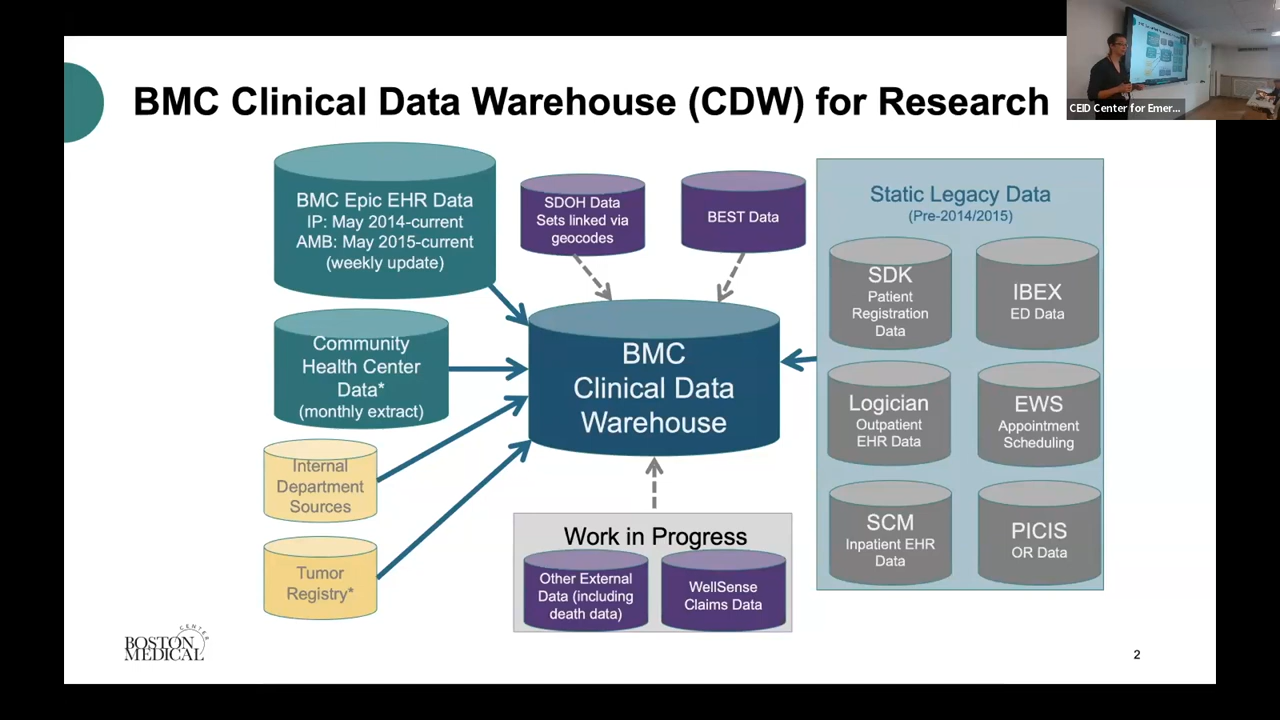 BMC Clinical Data Warehouse (CDW) for Research
CEID Center for Emer...
BMC Epic EHR Data
IP: May 2014-current
AMB: May 2015-current
(weekly update)
SDOH Data
Sets linked via
geocodes
BEST Data
Static Legacy Data
(Pre-2014/2015)
SDK
Patient
Registration
Data
IBEX
ED Data
Community
Health Center
Data*
(monthly extract)
BMC
Clinical Data
Warehouse
Logician
Outpatient
EHR Data
EWS
Appointment
Scheduling
Internal
Department
Sources
Work in Progress
Other External
Data (including
death data)
WellSense
Claims Data
SCM
Inpatient EHR
Data
PICIS
OR Data
Tumor
Registry*
BOSTON
MEDICAL
CENTER
2